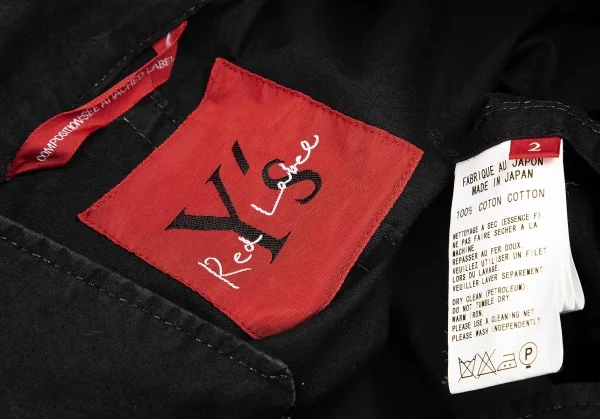 COMPOSITION:SEE ATTACHED LABEL
Y's
Red Label
2
FABRIQUE AU JAPON
MADE IN JAPAN
100% COTON COTTON
NETTOYAGE A SEC (ESSENCE F).
NE PAS FAIRE SECHER A LA
MACHINE.
REPASSER AU FER DOUX.
VEUILLEZ UTILISER UN FILET
LORS DU LAVAGE.
VEUILLER LAVER SEPAREMENT.
DRY CLEAN (PETROLEUM).
DO NOT TUMBLE DRY.
WARM IRON.
PLEASE USE A CLEANING NET.
PLEASE WASH INDEPENDENTLY.
P